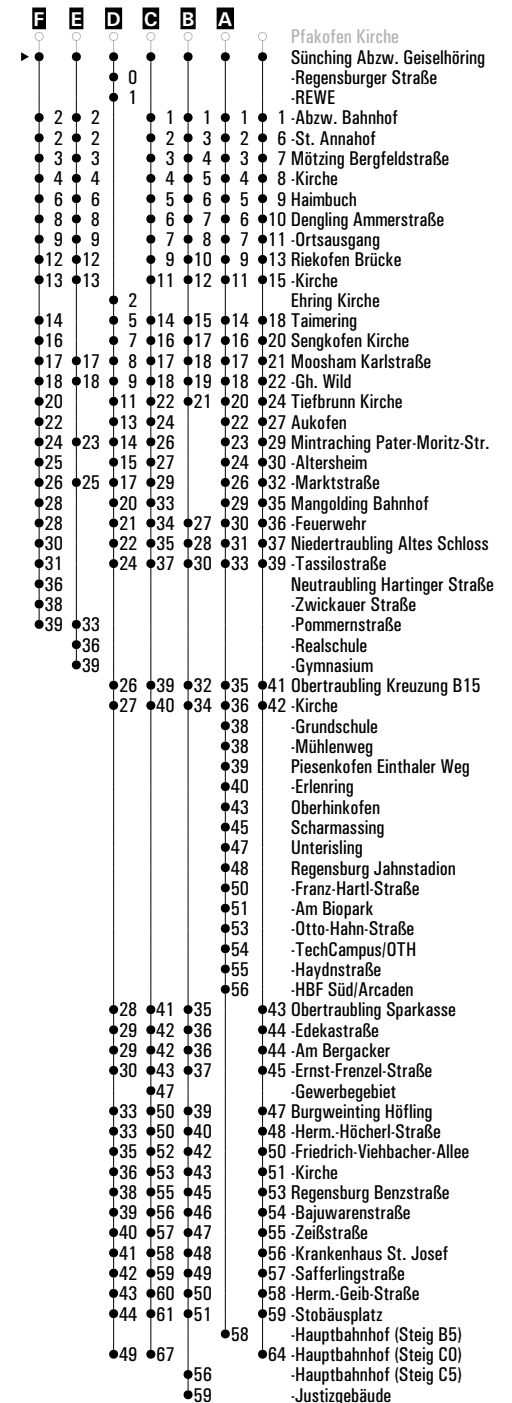 F E D C B A
Pfakofen Kirche
Sünching Abzw. Geiselhöring
0 -Regensburger Straße
1 -REWE
2 2 1 1 1 1 -Abzw. Bahnhof
2 2 2 3 2 6 -St. Annahof
3 3 3 4 3 7 Mötzing Bergfeldstraße
4 4 4 5 4 8 -Kirche
6 6 5 6 5 9 Haimbuch
8 8 6 7 6 10 Dengling Ammerstraße
9 9 7 8 7 11 -Ortsausgang
12 12 9 10 9 13 Riekofen Brücke
13 13 11 12 11 15 -Kirche
2 Ehring Kirche
14 5 14 15 14 18 Taimering
16 7 16 17 16 20 Sengkofen Kirche
17 17 8 17 18 17 21 Moosham Karlstraße
18 18 9 18 19 18 22 -Gh. Wild
20 11 22 21 20 24 Tiefbrunn Kirche
22 13 24 22 27 Aukofen
24 23 14 26 23 29 Mintraching Pater-Moritz-Str.
25 15 27 24 30 -Altersheim
26 25 17 29 26 32 -Marktstraße
28 20 33 29 35 Mangolding Bahnhof
28 21 34 27 30 36 -Feuerwehr
30 22 35 28 31 37 Niedertraubling Altes Schloss
31 24 37 30 33 39 -Tassilostraße
36 Neutraubling Hartinger Straße
38 -Zwickauer Straße
39 33 -Pommernstraße
36 -Realschule
39 -Gymnasium
26 39 32 35 41 Obertraubling Kreuzung B15
27 40 34 36 42 -Kirche
38 -Grundschule
38 -Mühlenweg
39 Piesenkofen Einthaler Weg
40 -Erlenring
43 Oberhinkofen
45 Scharmassing
47 Unterisling
48 Regensburg Jahnstadion
50 -Franz-Hartl-Straße
51 -Am Biopark
53 -Otto-Hahn-Straße
54 -TechCampus/OTH
55 -Haydnstraße
56 -HBF Süd/Arcaden
28 41 35 43 Obertraubling Sparkasse
29 42 36 44 -Edekastraße
29 42 36 44 -Am Bergacker
30 43 37 45 -Ernst-Frenzel-Straße
47 -Gewerbegebiet
33 50 39 47 Burgweinting Höfling
33 50 40 48 -Herm.-Höcherl-Straße
35 52 42 50 -Friedrich-Viehbacher-Allee
36 53 43 51 -Kirche
38 55 45 53 Regensburg Benzstraße
39 56 46 54 -Bajuwarenstraße
40 57 47 55 -Zeißstraße
41 58 48 56 -Krankenhaus St. Josef
42 59 49 57 -Safferlingstraße
43 60 50 58 -Herm.-Geib-Straße
44 61 51 59 -Stobäusplatz
58 -Hauptbahnhof (Steig B5)
49 67 64 -Hauptbahnhof (Steig C0)
56 -Hauptbahnhof (Steig C5)
59 -Justizgebäude